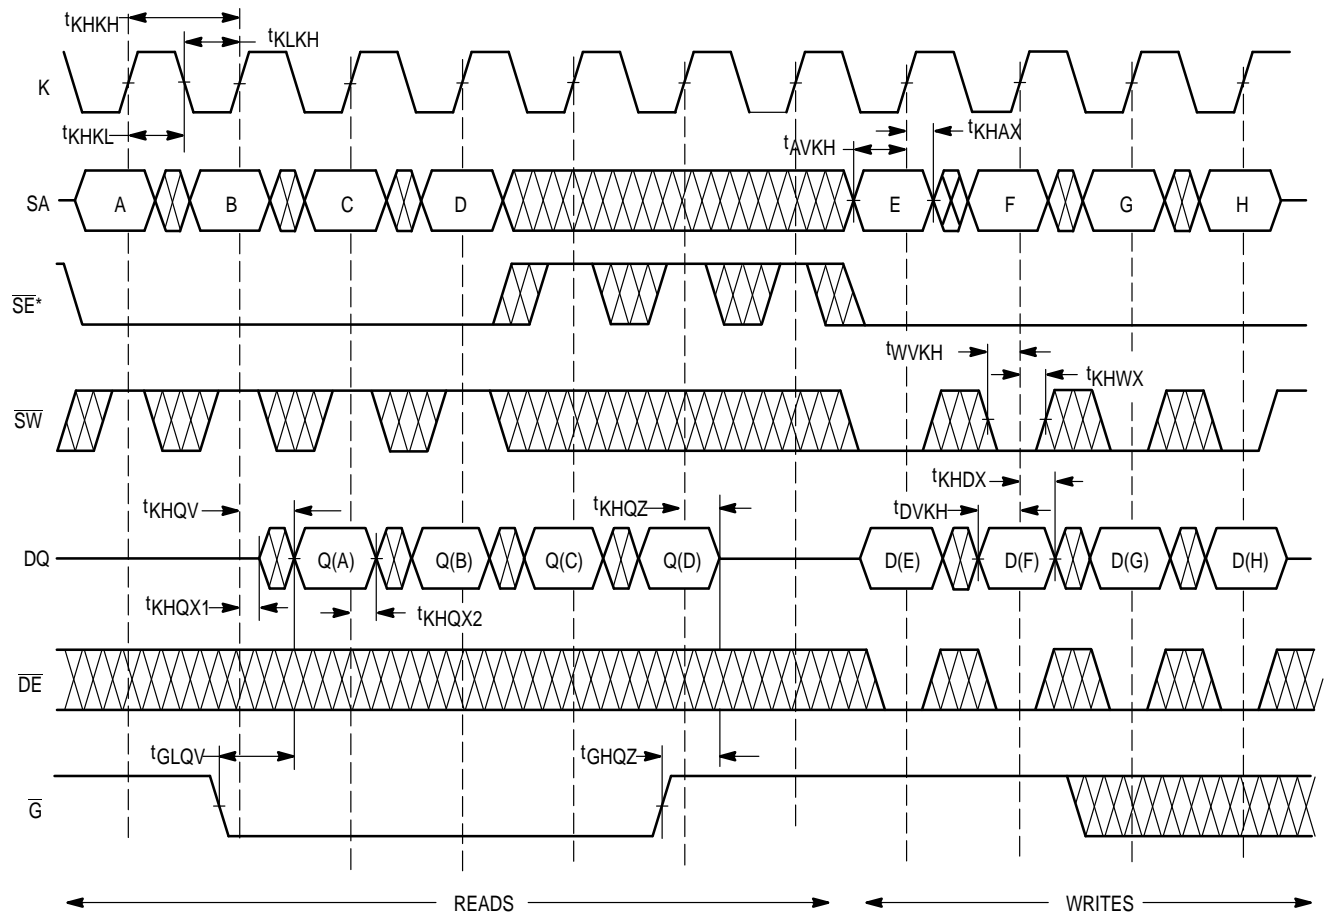 tKHKH
tKLKH
K
tKHKL
tKHAX
tAVKH
SA A B C D E F G H
SE*
tWVKH
tKHWX
SW
tKHDX
tKHQV
tKHQZ
tDVKH
DQ Q(A) Q(B) Q(C) Q(D) D(E) D(F) D(G) D(H)
tKHQX1
tKHQX2
DE
tGLQV
tGHQZ
G
READS WRITES